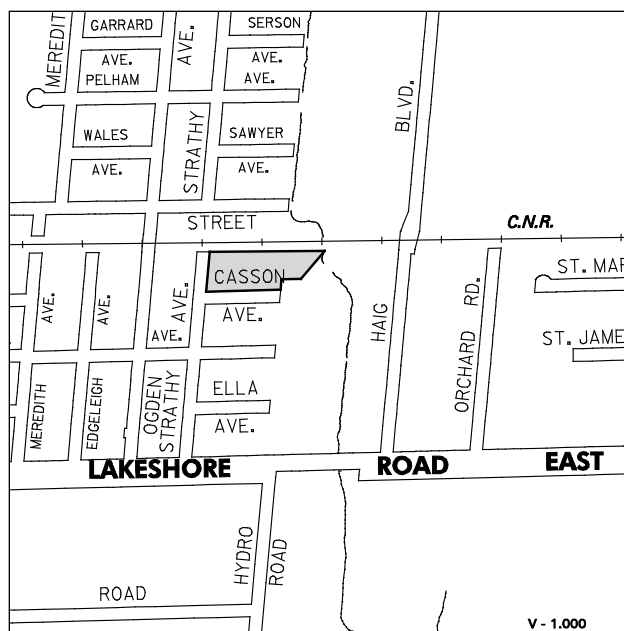 GARRARD
SERSON
MEREDIT
AVE.
AVE.
AVE.
PELHAM
AVE.
BLVD.
WALES
STRATHY
SAWYER
AVE.
AVE.
STREET
C.N.R.
CASSON
ST. MAR
AVE.
AVE.
AVE.
AVE.
RD.
HAIG
AVE.
ST. JAME
ORCHARD
MEREDITH
EDGELEIGH
OGDEN
STRATHY
ELLA
AVE.
LAKESHORE ROAD EAST
HYDRO
ROAD
ROAD
V - 1.000